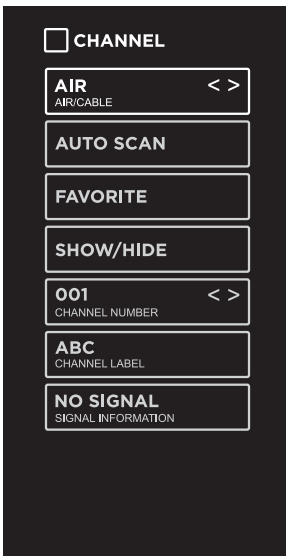 CHANNEL
AIR < >
AIR/CABLE
AUTO SCAN
FAVORITE
SHOW/HIDE
001 < >
CHANNEL NUMBER
ABC
CHANNEL LABEL
NO SIGNAL
SIGNAL INFORMATION